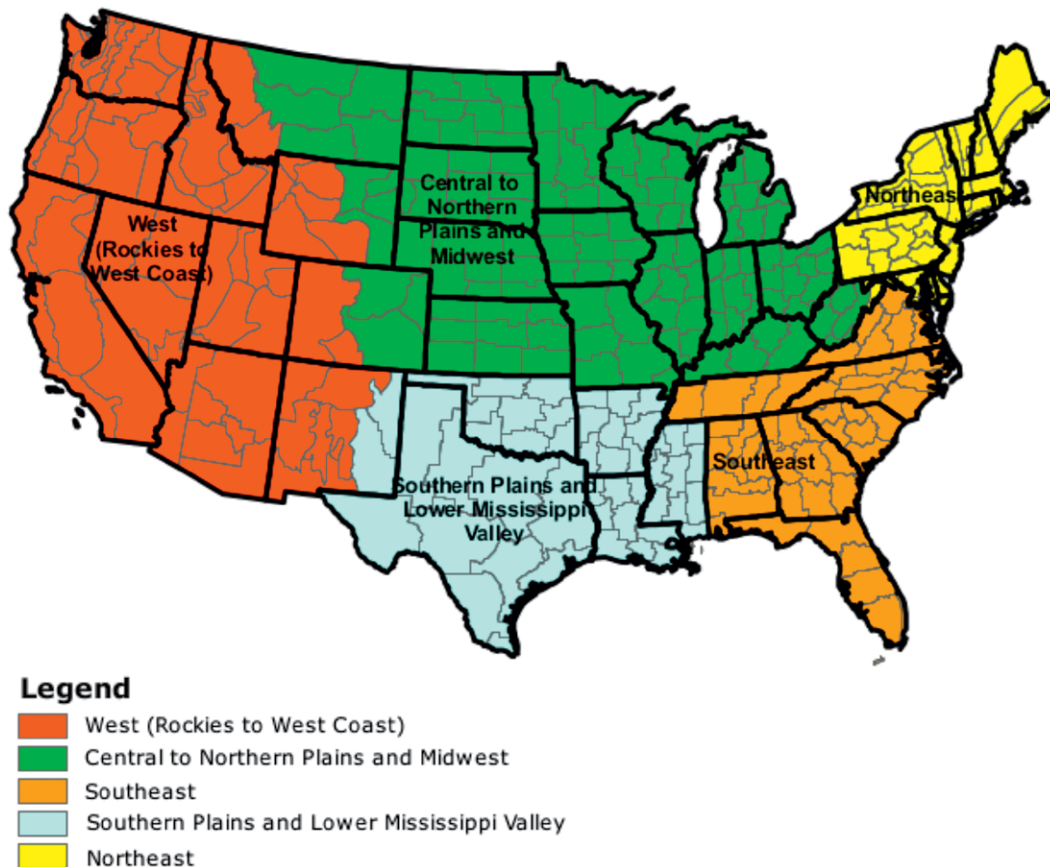 West
(Rockies to
West Coast)
Central to
Northern
Plains and
Midwest
Northeast
Southeast
Southern Plains and
Lower Mississippi
Valley
Legend
West (Rockies to West Coast)
Central to Northern Plains and Midwest
Southeast
Southern Plains and Lower Mississippi Valley
Northeast